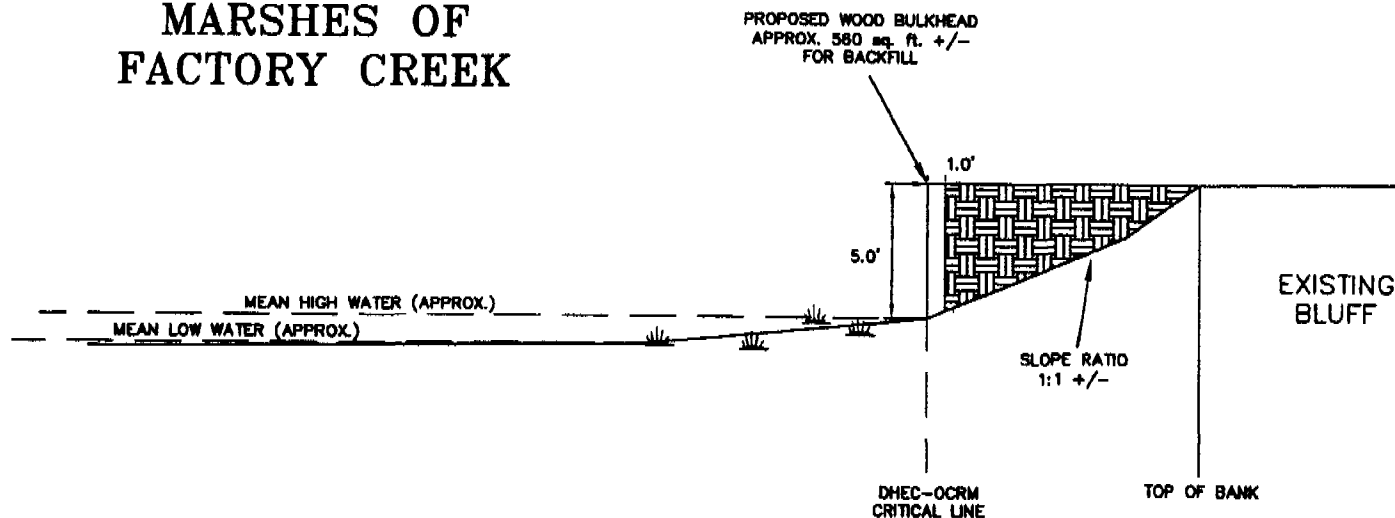 MARSHES OF
FACTORY CREEK
PROPOSED WOOD BULKHEAD
APPROX. 560 sq. ft. +/-
FOR BACKFILL
1.0'
5.0'
MEAN HIGH WATER (APPROX.)
MEAN LOW WATER (APPROX.)
EXISTING
BLUFF
SLOPE RATIO
1:1 +/-
DHEC-OCRM
CRITICAL LINE
TOP OF BANK